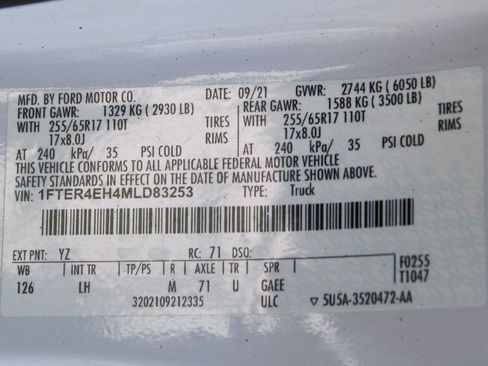 MFD. BY FORD MOTOR CO. DATE: 09/21 GVWR: 2744 KG ( 6050 LB)
FRONT GAWR: 1329 KG ( 2930 LB) REAR GAWR: 1588 KG ( 3500 LB)
WITH 255/65R17 110T TIRES WITH 255/65R17 110T TIRES
17x8.0J RIMS 17x8.0J RIMS
AT 240 kPa/ 35 PSI COLD AT 240 kPa/ 35 PSI COLD
THIS VEHICLE CONFORMS TO ALL APPLICABLE FEDERAL MOTOR VEHICLE
SAFETY STANDARDS IN EFFECT ON THE DATE OF MANUFACTURE SHOWN ABOVE.
VIN: 1FTER4EH4MLD83253 TYPE: Truck
EXT PNT: YZ RC: 71 DSO:
WB INT TR TP/PS R AXLE TR SPR F0255
126 LH M 71 U GAEE T1047
3202109212335 ULC ▽ 5U5A-3520472-AA